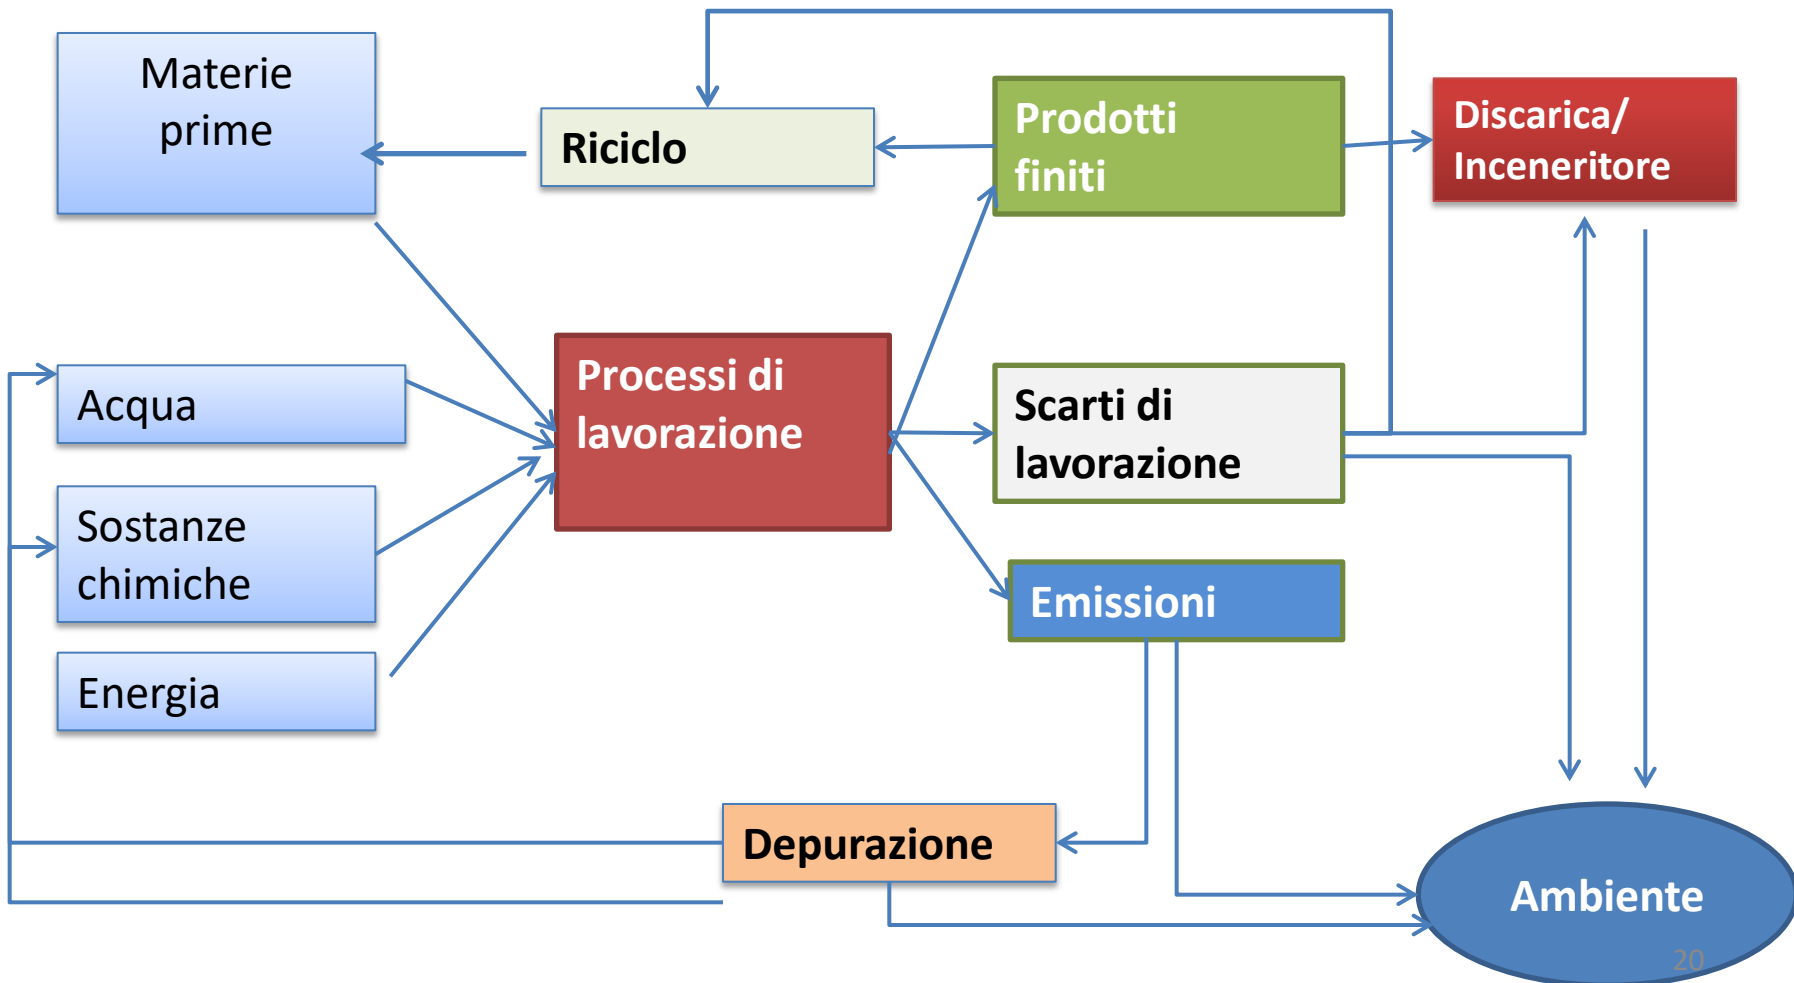 Materie
prime
Riciclo
Prodotti
finiti
Discarica/
Inceneritore
Acqua
Processi di
lavorazione
Scarti di
lavorazione
Sostanze
chimiche
Emissioni
Energia
Depurazione
Ambiente
20